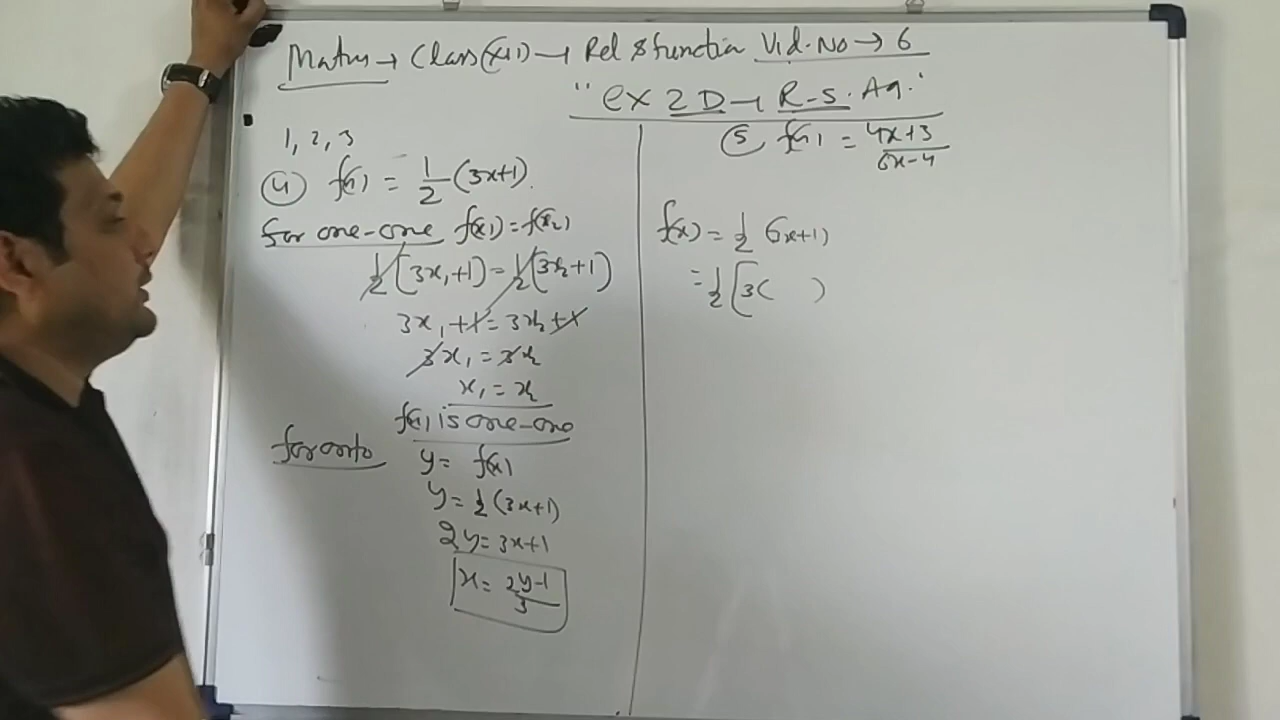 Maths → Class(XII) → Rel & function Vid. No → 6
"EX 2D → R.S. Ag."
1, 2, 3
(4) f(x) = 1/2 (3x+1).
for one-one f(x1) = f(x2)
1/2 (3x1+1) = 1/2 (3x2+1)
3x1 + 1 = 3x2 + 1
3x1 = 3x2
x1 = x2
f(x) is one-one
for onto y = f(x)
y = 1/2 (3x+1)
2y = 3x+1
x = (2y-1)/3
(5) f(x) = (4x+3)/(6x-4)
f(x) = 1/2 (3x+1)
= 1/2 [3( )